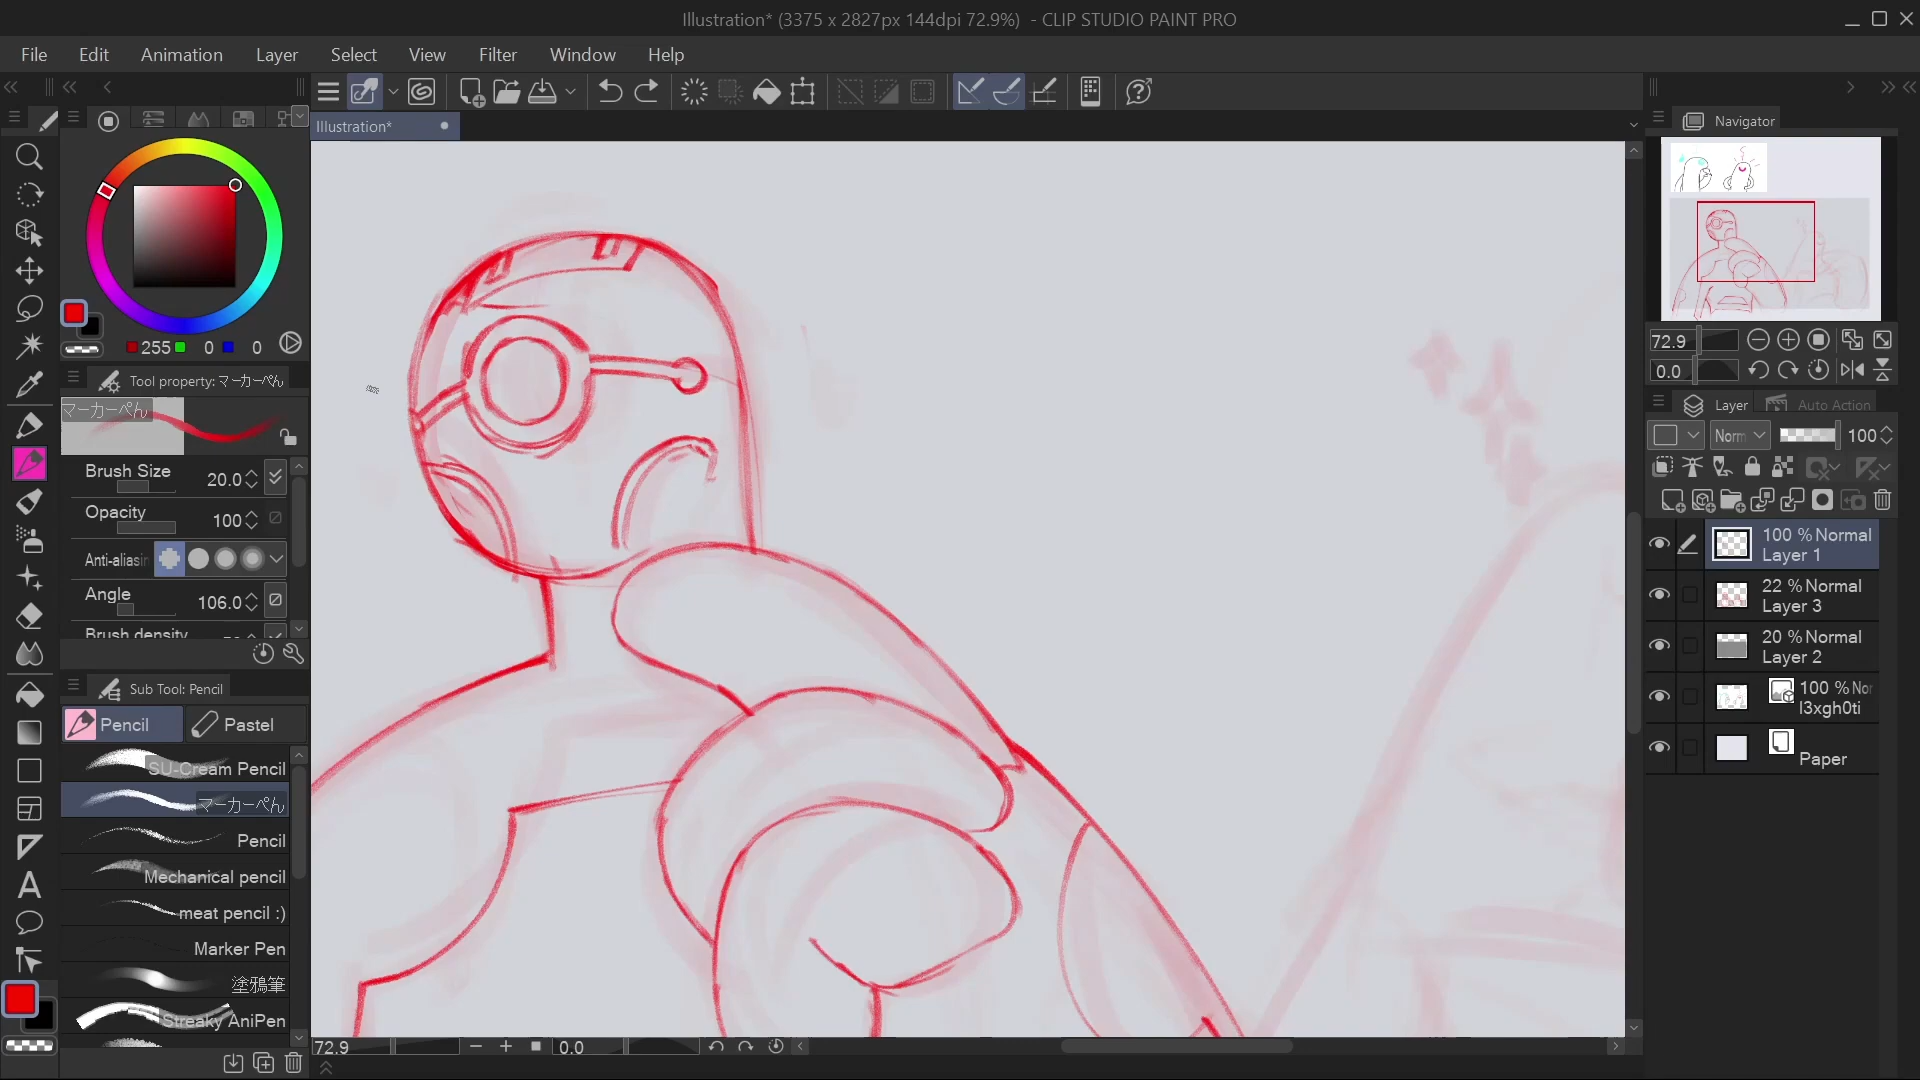 Illustration* (3375 x 2827px 144dpi 72.9%) - CLIP STUDIO PAINT PRO
File Edit Animation Layer Select View Filter Window Help
Illustration*
Navigator
255 0 0
72.9
0.0
Tool property: マーカーぺん
マーカーぺん
Layer Auto Action
Norm 100
Brush Size 20.0
Opacity 100
Anti-aliasin
Angle 106.0
Brush density
100 % Normal
Layer 1
22 % Normal
Layer 3
20 % Normal
Layer 2
100 % Nor
l3xgh0ti
Paper
Sub Tool: Pencil
Pencil Pastel
SU-Cream Pencil
マーカーぺん
Pencil
Mechanical pencil
meat pencil :)
Marker Pen
塗鴉筆
Streaky AniPen
72.9 0.0